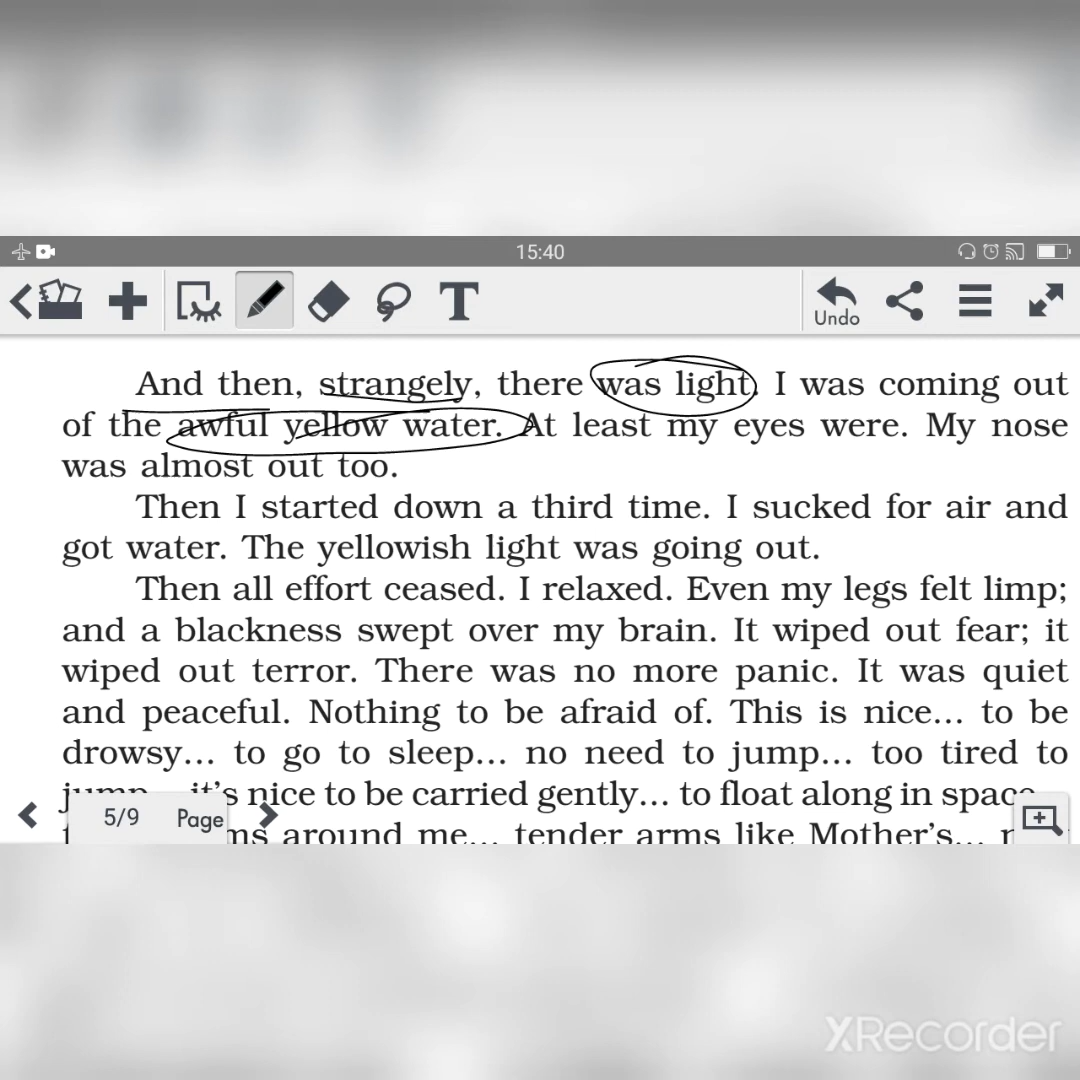 15:40
T
Undo
And then, strangely, there was light. I was coming out
of the awful yellow water. At least my eyes were. My nose
was almost out too.
Then I started down a third time. I sucked for air and
got water. The yellowish light was going out.
Then all effort ceased. I relaxed. Even my legs felt limp;
and a blackness swept over my brain. It wiped out fear; it
wiped out terror. There was no more panic. It was quiet
and peaceful. Nothing to be afraid of. This is nice... to be
drowsy... to go to sleep... no need to jump... too tired to
jump... it's nice to be carried gently... to float along in space...
around me... tender arms like Mother's...
5/9 Page
XRecorder